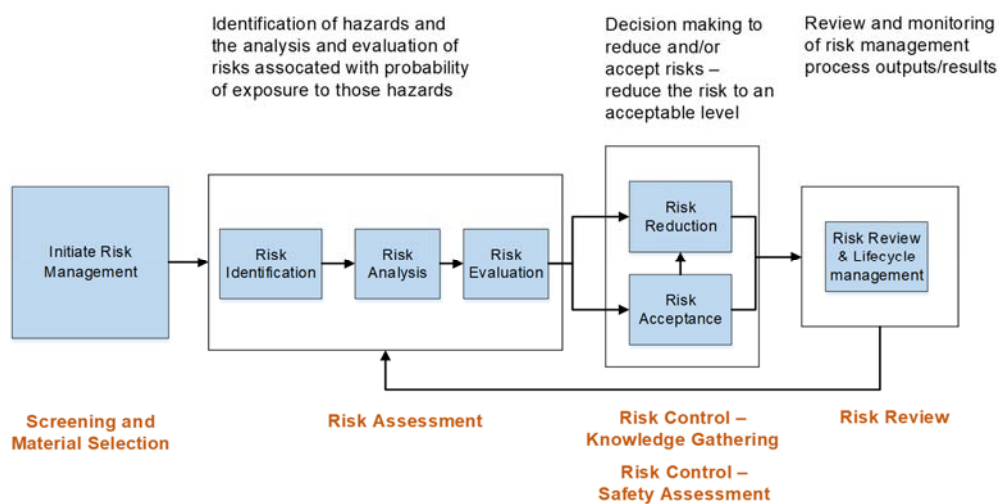 Identification of hazards and
the analysis and evaluation of
risks assocated with probability
of exposure to those hazards
Decision making to
reduce and/or
accept risks –
reduce the risk to an
acceptable level
Review and monitoring
of risk management
process outputs/results
Initiate Risk
Management
Risk
Identification
Risk
Analysis
Risk
Evaluation
Risk
Reduction
Risk
Acceptance
Risk Review
& Lifecycle
management
Screening and
Material Selection
Risk Assessment
Risk Control –
Knowledge Gathering
Risk Control –
Safety Assessment
Risk Review